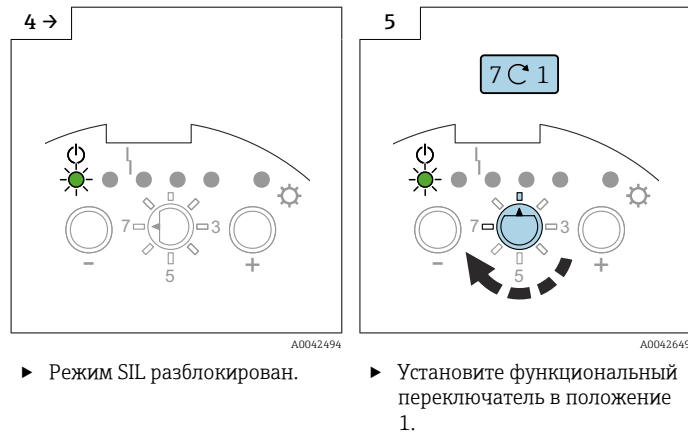 4 →
7
3
5
-
+
A0042494
▶ Режим SIL разблокирован.
5
7 ↻ 1
7
3
5
-
+
A0042649
▶ Установите функциональный
переключатель в положение
1.